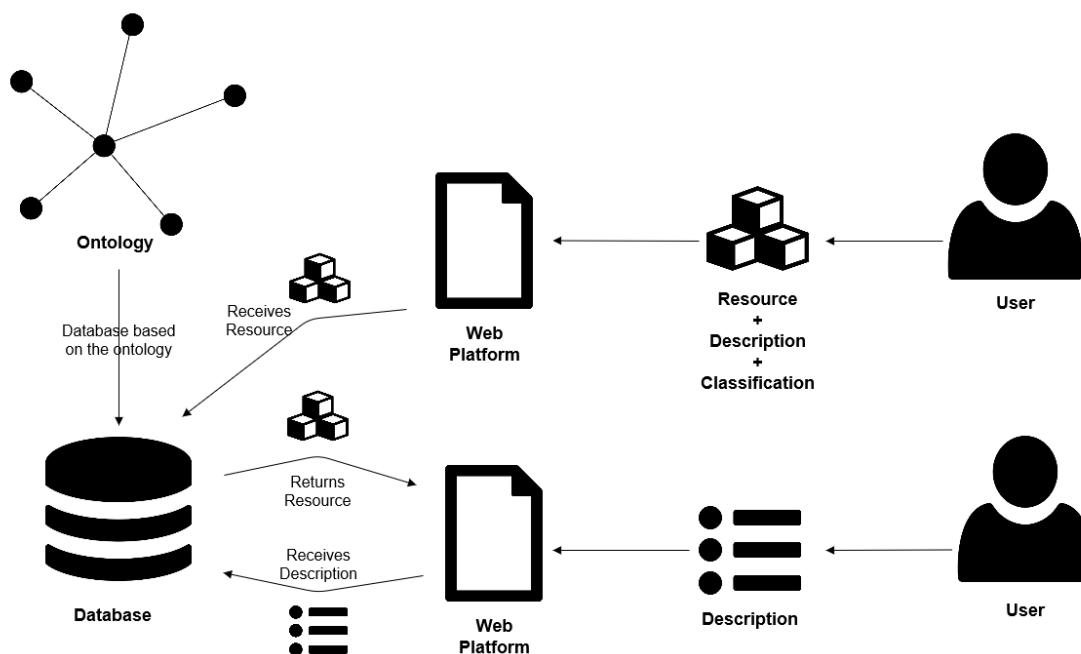 Ontology
Database based
on the ontology
Receives
Resource
Web
Platform
Resource
+
Description
+
Classification
User
Returns
Resource
Receives
Description
Database
Web
Platform
Description
User